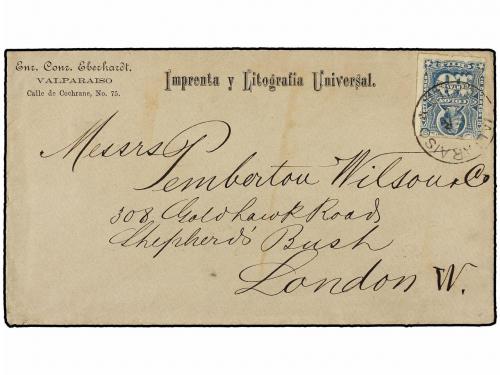 Enr. Conr. Eberhardt.
VALPARAISO
Calle de Cochrane, No. 75.
Imprenta y Litografia Universal.
Messrs Pemberton Wilson & Co
308 Goldhawk Road
Shepherd's Bush
London W.